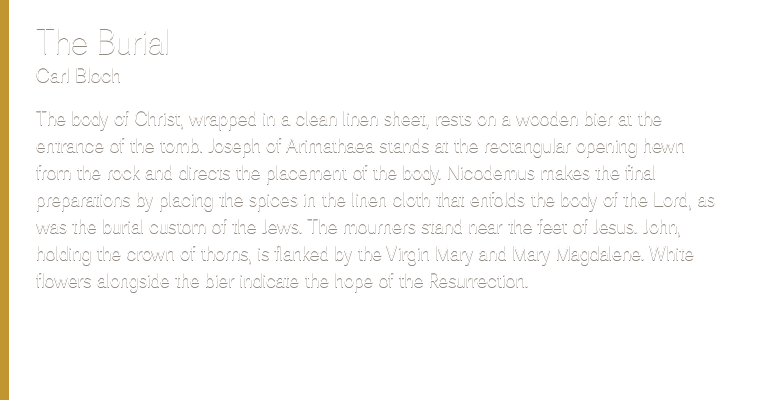 The Burial
Carl Bloch
The body of Christ, wrapped in a clean linen sheet, rests on a wooden bier at the
entrance of the tomb. Joseph of Arimathaea stands at the rectangular opening hewn
from the rock and directs the placement of the body. Nicodemus makes the final
preparations by placing the spices in the linen cloth that enfolds the body of the Lord, as
was the burial custom of the Jews. The mourners stand near the feet of Jesus. John,
holding the crown of thorns, is flanked by the Virgin Mary and Mary Magdalene. White
flowers alongside the bier indicate the hope of the Resurrection.